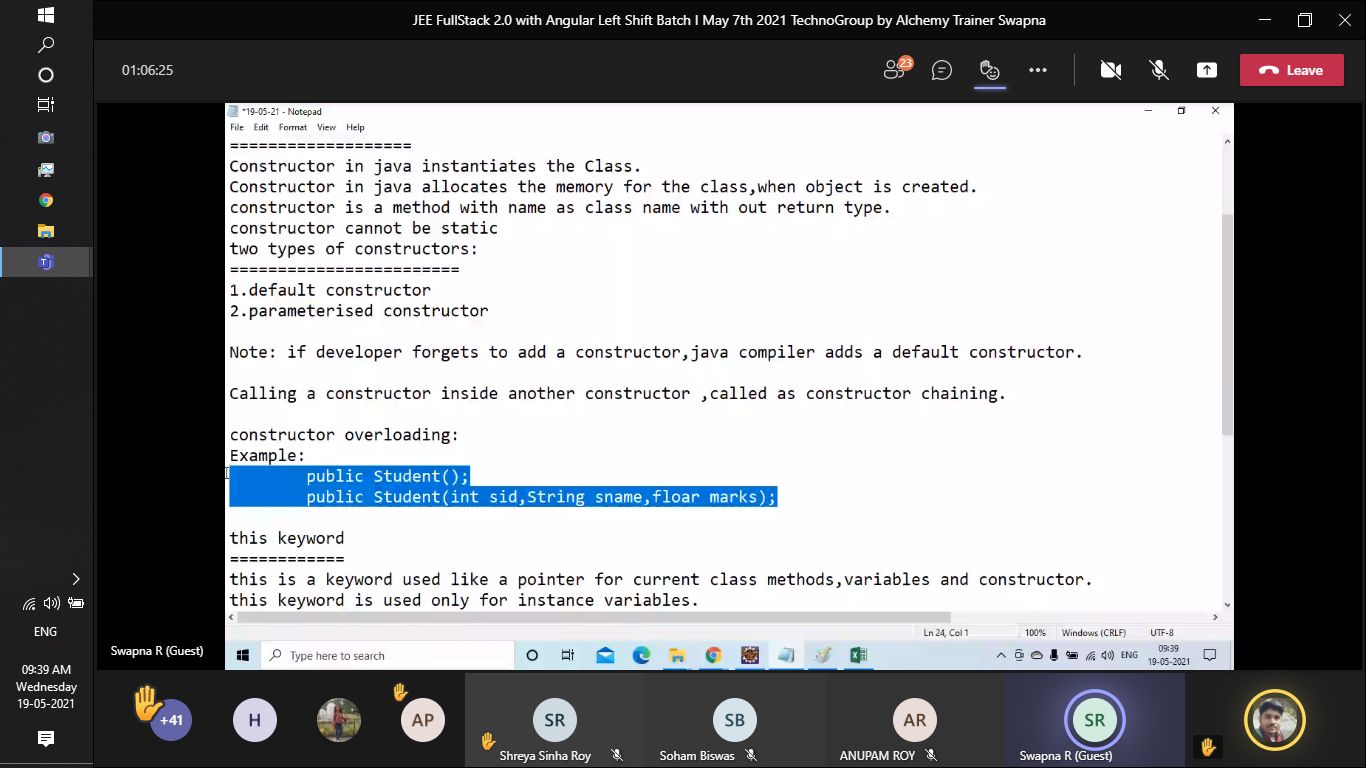 JEE FullStack 2.0 with Angular Left Shift Batch I May 7th 2021 TechnoGroup by Alchemy Trainer Swapna
01:06:25
23
Leave
*19-05-21 - Notepad
File Edit Format View Help
===================
Constructor in java instantiates the Class.
Constructor in java allocates the memory for the class,when object is created.
constructor is a method with name as class name with out return type.
constructor cannot be static
two types of constructors:
========================
1.default constructor
2.parameterised constructor
Note: if developer forgets to add a constructor,java compiler adds a default constructor.
Calling a constructor inside another constructor ,called as constructor chaining.
constructor overloading:
Example:
public Student();
public Student(int sid,String sname,floar marks);
this keyword
============
this is a keyword used like a pointer for current class methods,variables and constructor.
this keyword is used only for instance variables.
Ln 24, Col 1 100% Windows (CRLF) UTF-8
Swapna R (Guest)
Type here to search
ENG
09:39
19-05-2021
ENG
09:39 AM
Wednesday
19-05-2021
+41
H
AP
SR
Shreya Sinha Roy
SB
Soham Biswas
AR
ANUPAM ROY
SR
Swapna R (Guest)